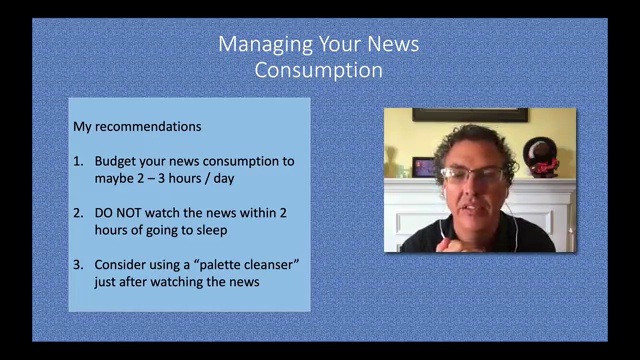 Managing Your News
Consumption
My recommendations
1. Budget your news consumption to
maybe 2 – 3 hours / day
2. DO NOT watch the news within 2
hours of going to sleep
3. Consider using a “palette cleanser”
just after watching the news